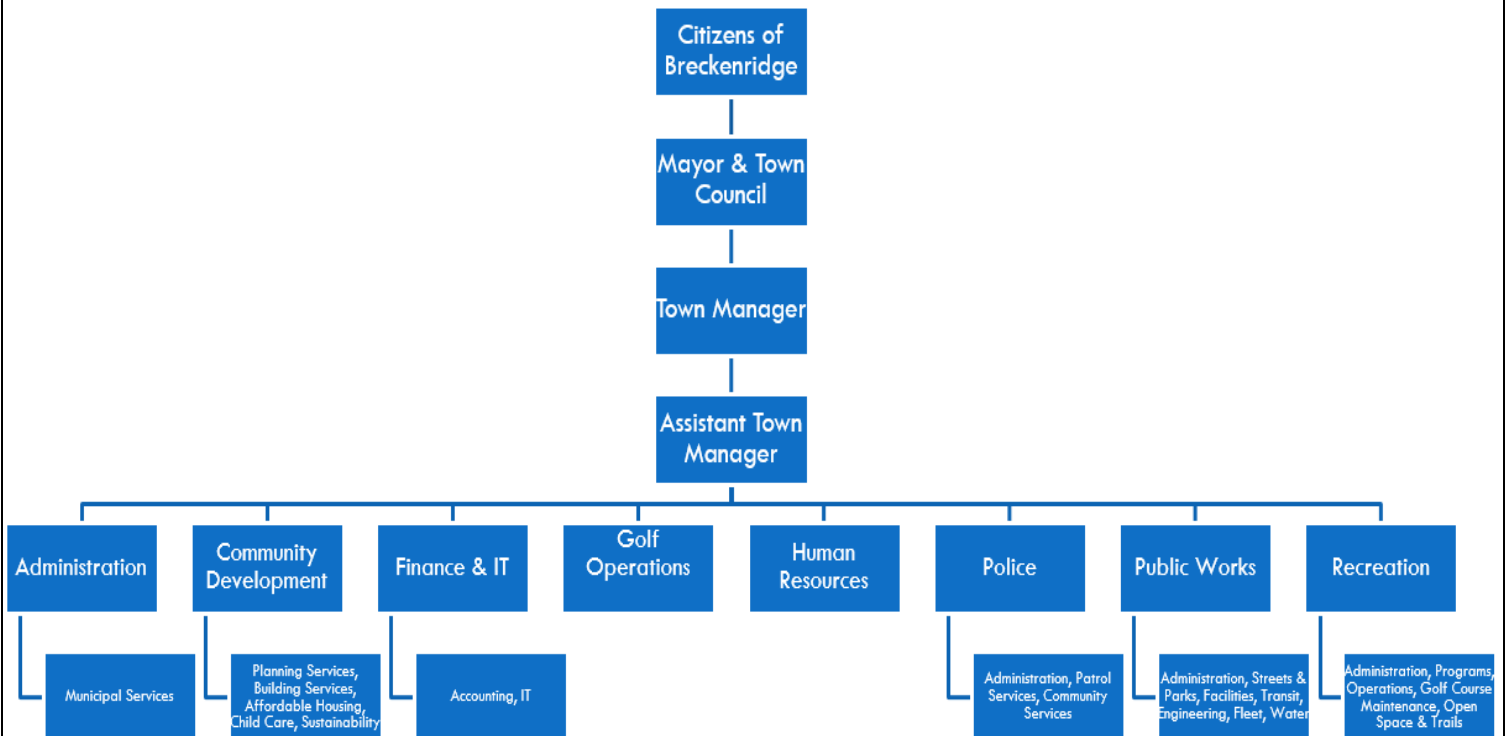 Citizens of
Breckenridge
Mayor & Town
Council
Town Manager
Assistant Town
Manager
Administration
Community
Development
Finance & IT
Golf
Operations
Human
Resources
Police
Public Works
Recreation
Municipal Services
Planning Services,
Building Services,
Affordable Housing,
Child Care, Sustainability
Accounting, IT
Administration, Patrol
Services, Community
Services
Administration, Streets &
Parks, Facilities, Transit,
Engineering, Fleet, Water
Administration, Programs,
Operations, Golf Course
Maintenance, Open
Space & Trails